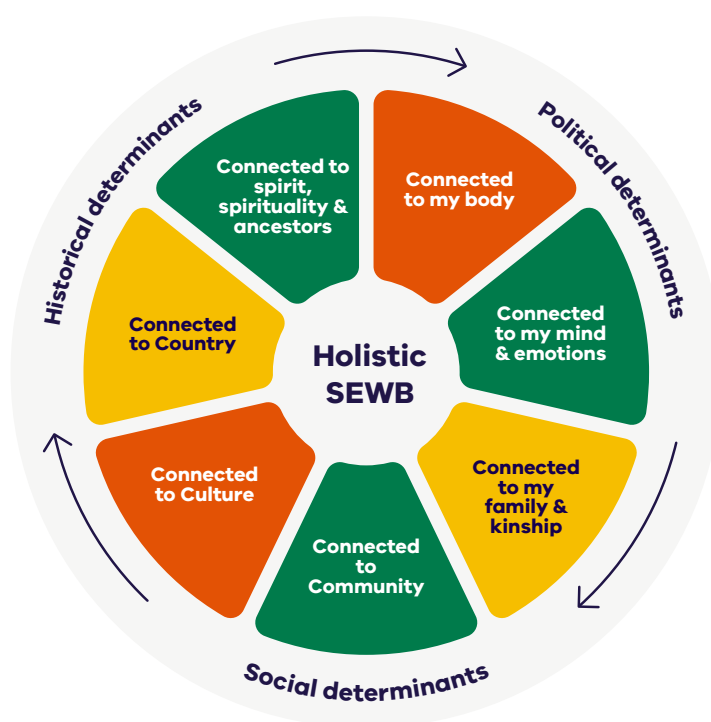 Historical determinants
Political determinants
Connected to
spirit,
spirituality &
ancestors
Connected
to my body
Connected
to my mind
& emotions
Connected
to my
family &
kinship
Connected
to
Community
Connected
to Culture
Connected
to Country
Holistic
SEWB
Social determinants